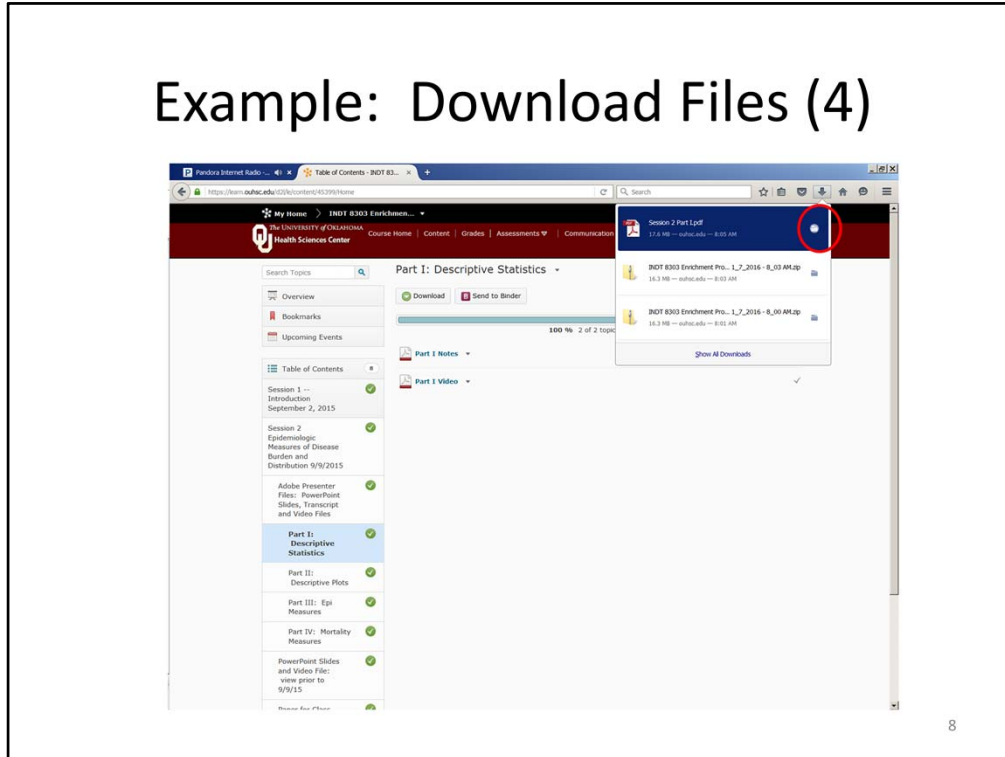 Example: Download Files (4)
Pandora Internet Radio -...
Table of Contents - INDT 83...
https://learn.ouhsc.edu/d2l/le/content/45299/Home
Search
My Home
INDT 8303 Enrichmen...
The UNIVERSITY of OKLAHOMA
Health Sciences Center
Course Home | Content | Grades | Assessments | Communication
Session 2 Part I.pdf
17.6 MB — ouhsc.edu — 8:05 AM
INDT 8303 Enrichment Pro... 1_7_2016 - 8_03 AM.zip
16.3 MB — ouhsc.edu — 8:03 AM
INDT 8303 Enrichment Pro... 1_7_2016 - 8_00 AM.zip
16.3 MB — ouhsc.edu — 8:01 AM
Show All Downloads
Search Topics
Overview
Bookmarks
Upcoming Events
Table of Contents
Session 1 --
Introduction
September 2, 2015
Session 2
Epidemiologic
Measures of Disease
Burden and
Distribution 9/9/2015
Adobe Presenter
Files: PowerPoint
Slides, Transcript
and Video Files
Part I:
Descriptive
Statistics
Part II:
Descriptive Plots
Part III: Epi
Measures
Part IV: Mortality
Measures
PowerPoint Slides
and Video File:
view prior to
9/9/15
Part I: Descriptive Statistics
Download
Send to Binder
100 % 2 of 2 topic
Part I Notes
Part I Video
8